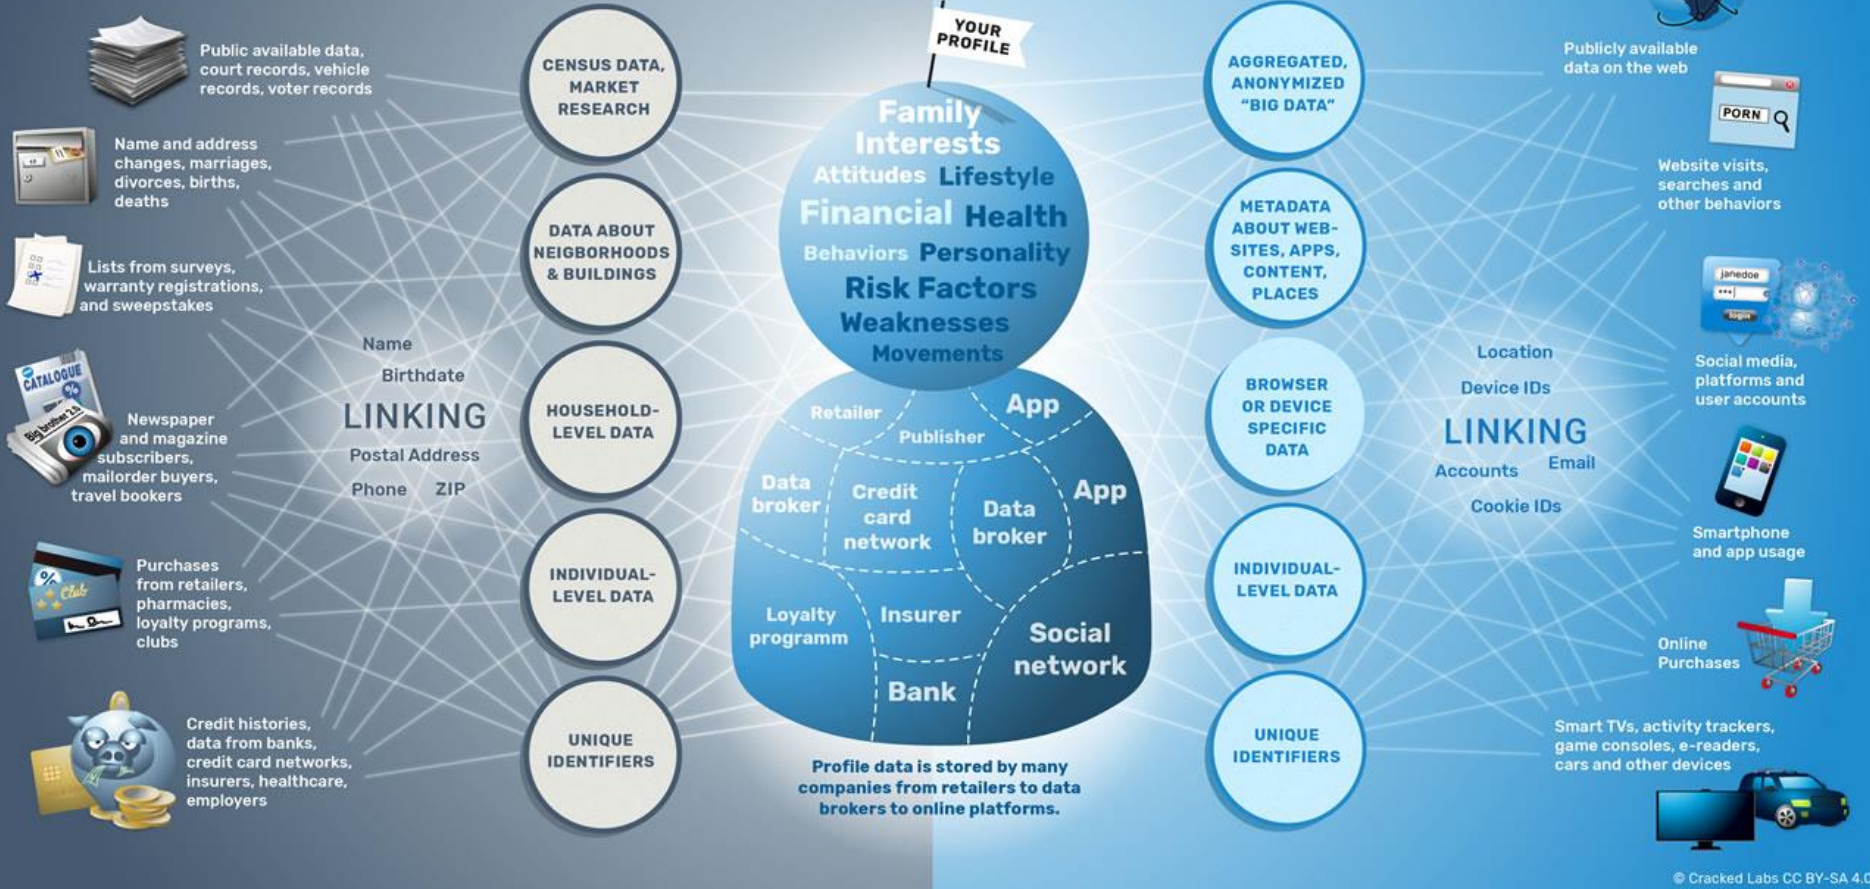 YOUR
PROFILE
Public available data,
court records, vehicle
records, voter records
Name and address
changes, marriages,
divorces, births,
deaths
Lists from surveys,
warranty registrations,
and sweepstakes
CATALOGUE
%
Big brother 2.0
Newspaper
and magazine
subscribers,
mailorder buyers,
travel bookers
%
Club
Purchases
from retailers,
pharmacies,
loyalty programs,
clubs
Credit histories,
data from banks,
credit card networks,
insurers, healthcare,
employers
Name
Birthdate
LINKING
Postal Address
Phone ZIP
CENSUS DATA,
MARKET
RESEARCH
DATA ABOUT
NEIGBORHOODS
& BUILDINGS
HOUSEHOLD-
LEVEL DATA
INDIVIDUAL-
LEVEL DATA
UNIQUE
IDENTIFIERS
Family
Interests
Attitudes Lifestyle
Financial Health
Behaviors Personality
Risk Factors
Weaknesses
Movements
Retailer
App
Publisher
Data
broker
Credit
card
network
Data
broker
App
Loyalty
programm
Insurer
Social
network
Bank
Profile data is stored by many
companies from retailers to data
brokers to online platforms.
AGGREGATED,
ANONYMIZED
"BIG DATA"
METADATA
ABOUT WEB-
SITES, APPS,
CONTENT,
PLACES
BROWSER
OR DEVICE
SPECIFIC
DATA
INDIVIDUAL-
LEVEL DATA
UNIQUE
IDENTIFIERS
Location
Device IDs
LINKING
Accounts Email
Cookie IDs
Publicly available
data on the web
PORN
Website visits,
searches and
other behaviors
janedoe
***
login
Social media,
platforms and
user accounts
Smartphone
and app usage
Online
Purchases
Smart TVs, activity trackers,
game consoles, e-readers,
cars and other devices
© Cracked Labs CC BY-SA 4.0